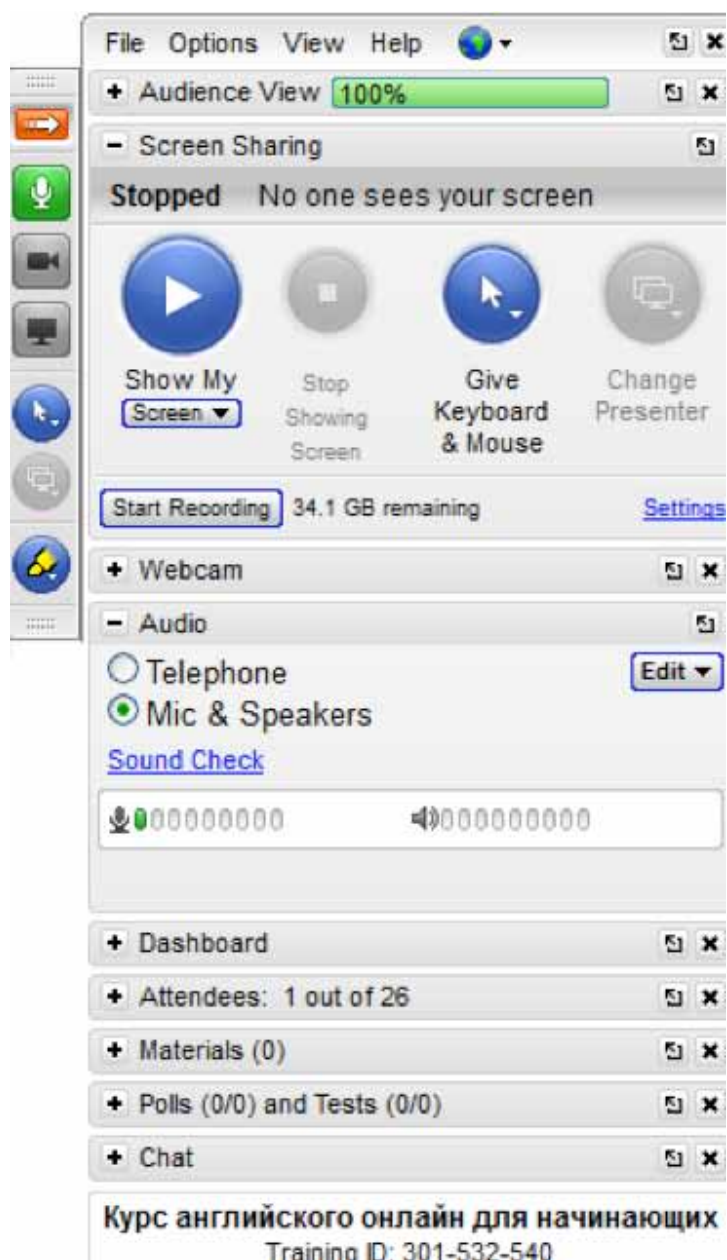 File Options View Help
Audience View 100%
Screen Sharing
Stopped No one sees your screen
Show My
Screen
Stop
Showing
Screen
Give
Keyboard
& Mouse
Change
Presenter
Start Recording 34.1 GB remaining Settings
Webcam
Audio
Telephone
Edit
Mic & Speakers
Sound Check
Dashboard
Attendees: 1 out of 26
Materials (0)
Polls (0/0) and Tests (0/0)
Chat
Курс английского онлайн для начинающих
Training ID: 301-532-540